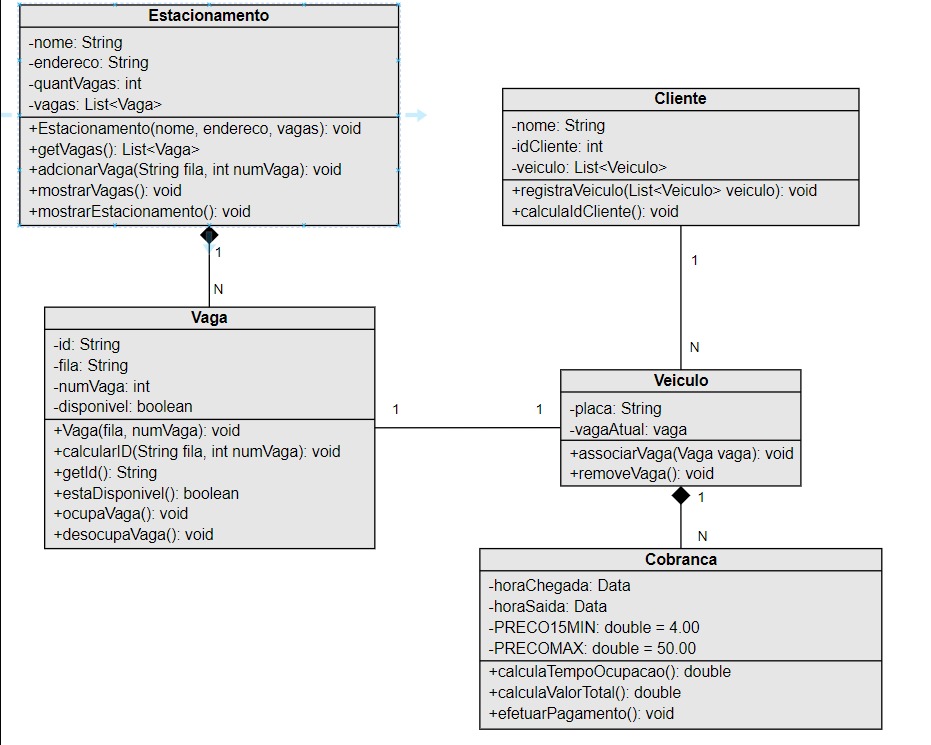 Estacionamento
-nome: String
-endereco: String
-quantVagas: int
-vagas: List<Vaga>
+Estacionamento(nome, endereco, vagas): void
+getVagas(): List<Vaga>
+adcionarVaga(String fila, int numVaga): void
+mostrarVagas(): void
+mostrarEstacionamento(): void
1
N
Cliente
-nome: String
-idCliente: int
-veiculo: List<Veiculo>
+registraVeiculo(List<Veiculo> veiculo): void
+calculaIdCliente(): void
1
N
Vaga
-id: String
-fila: String
-numVaga: int
-disponivel: boolean
+Vaga(fila, numVaga): void
+calcularID(String fila, int numVaga): void
+getId(): String
+estaDisponivel(): boolean
+ocupaVaga(): void
+desocupaVaga(): void
1
1
Veiculo
-placa: String
-vagaAtual: vaga
+associarVaga(Vaga vaga): void
+removeVaga(): void
1
N
Cobranca
-horaChegada: Data
-horaSaida: Data
-PRECO15MIN: double = 4.00
-PRECOMAX: double = 50.00
+calculaTempoOcupacao(): double
+calculaValorTotal(): double
+efetuarPagamento(): void